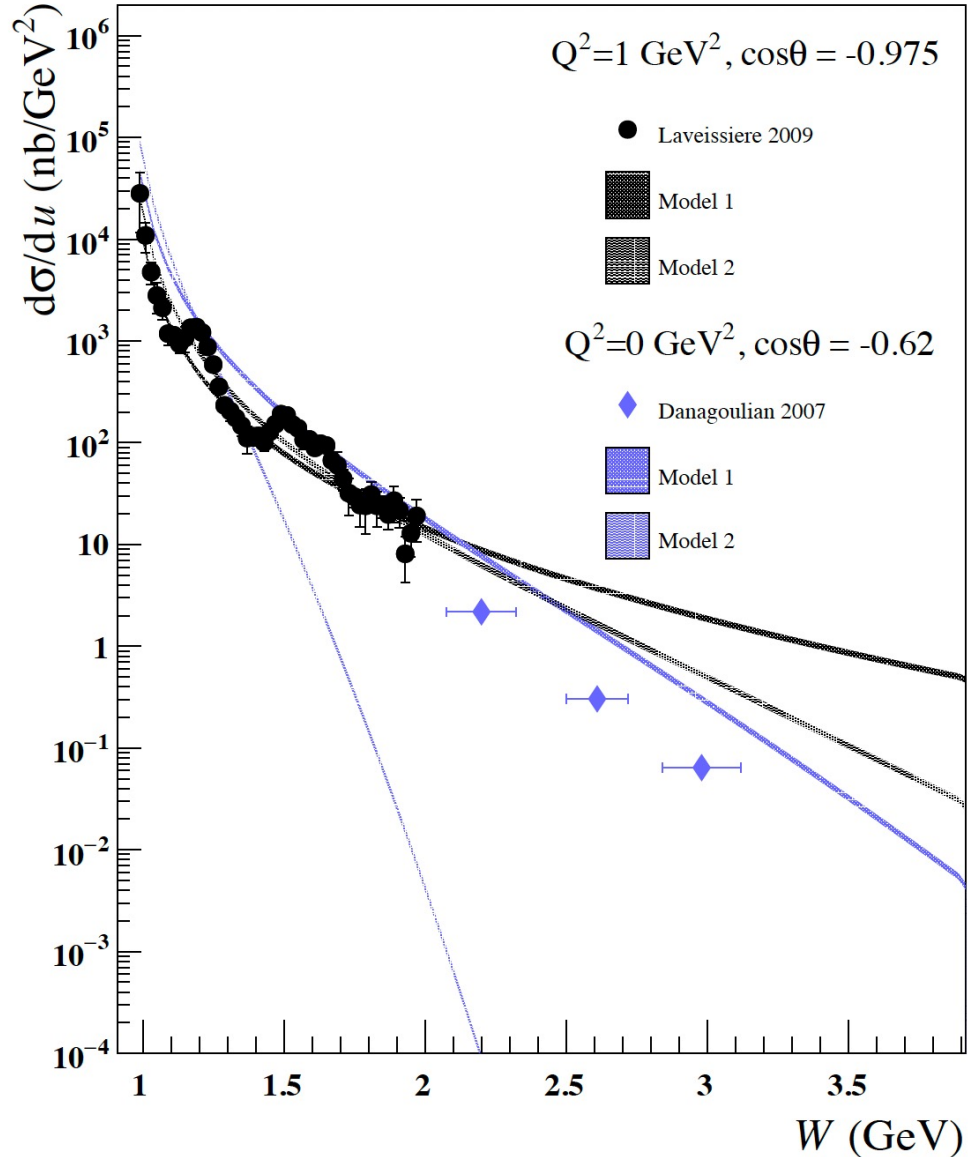 dσ/du (nb/GeV²)
10⁶
10⁵
10⁴
10³
10²
10
1
10⁻¹
10⁻²
10⁻³
10⁻⁴
Q²=1 GeV², cosθ = -0.975
Laveissiere 2009
Model 1
Model 2
Q²=0 GeV², cosθ = -0.62
Danagoulian 2007
Model 1
Model 2
1 1.5 2 2.5 3 3.5
W (GeV)